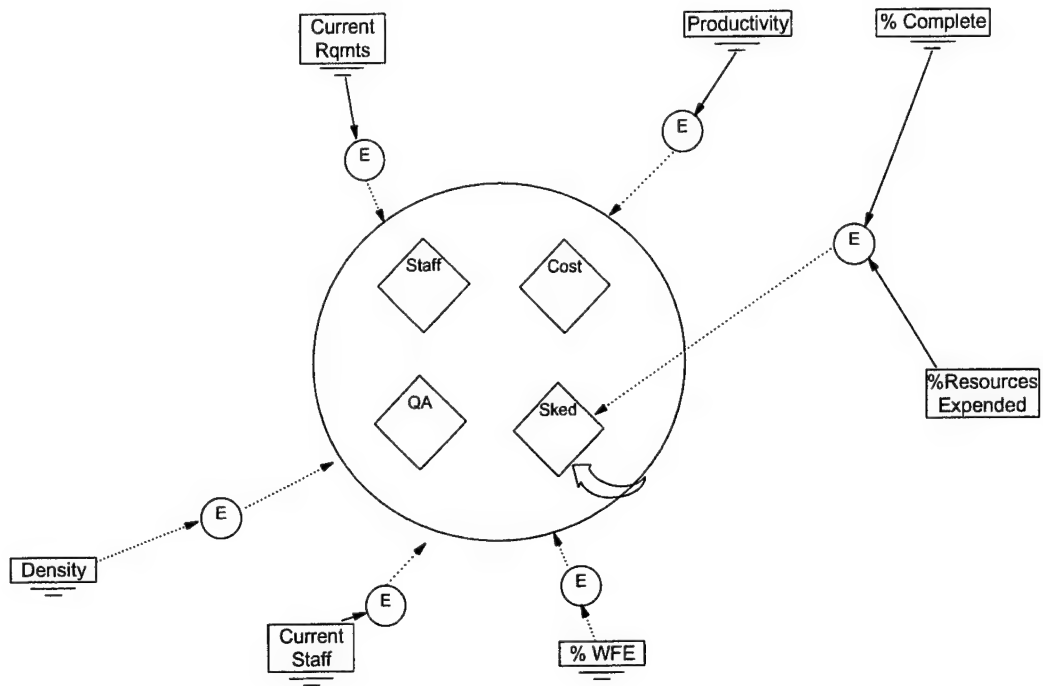 Current
Rqmts
Productivity
% Complete
E
E
E
Staff
Cost
%Resources
Expended
QA
Sked
E
Density
E
E
Current
Staff
% WFE